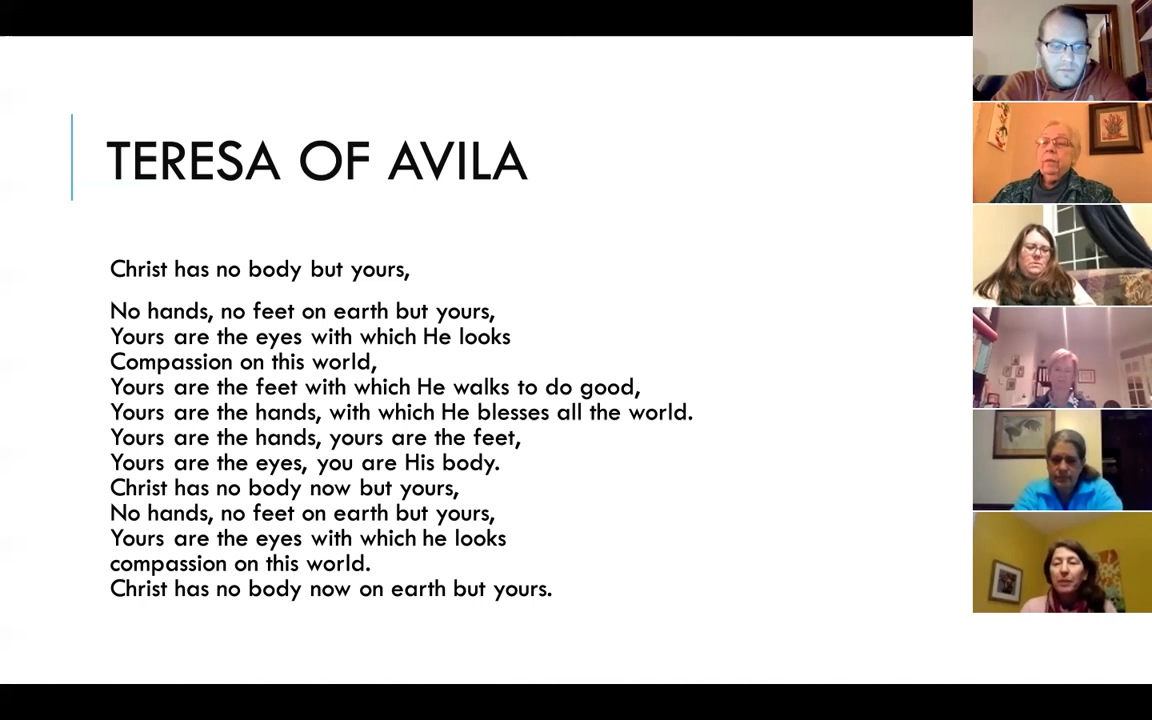 TERESA OF AVILA
Christ has no body but yours,
No hands, no feet on earth but yours,
Yours are the eyes with which He looks
Compassion on this world,
Yours are the feet with which He walks to do good,
Yours are the hands, with which He blesses all the world.
Yours are the hands, yours are the feet,
Yours are the eyes, you are His body.
Christ has no body now but yours,
No hands, no feet on earth but yours,
Yours are the eyes with which he looks
compassion on this world.
Christ has no body now on earth but yours.